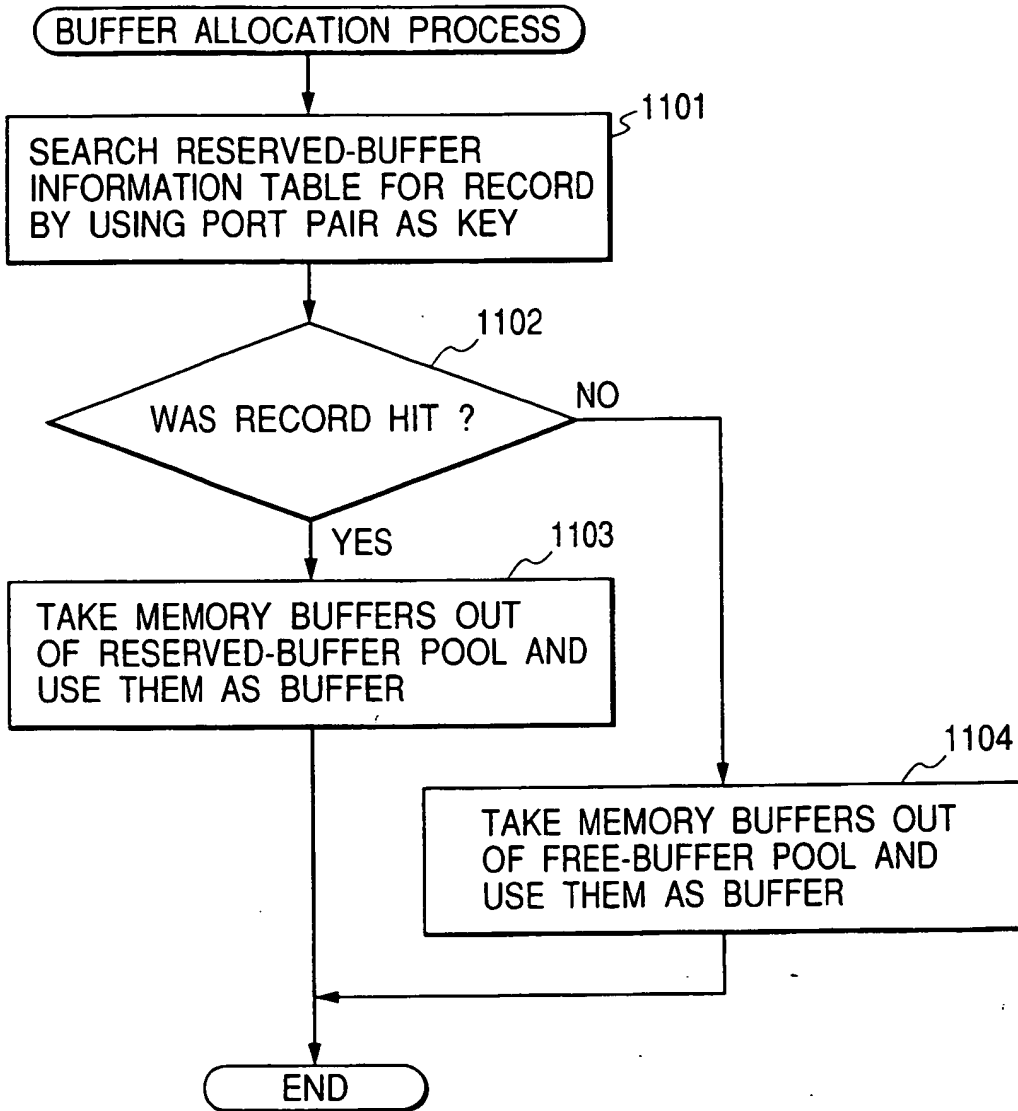 BUFFER ALLOCATION PROCESS
1101
SEARCH RESERVED-BUFFER
INFORMATION TABLE FOR RECORD
BY USING PORT PAIR AS KEY
1102
WAS RECORD HIT ?
NO
YES
1103
TAKE MEMORY BUFFERS OUT
OF RESERVED-BUFFER POOL AND
USE THEM AS BUFFER
1104
TAKE MEMORY BUFFERS OUT
OF FREE-BUFFER POOL AND
USE THEM AS BUFFER
END